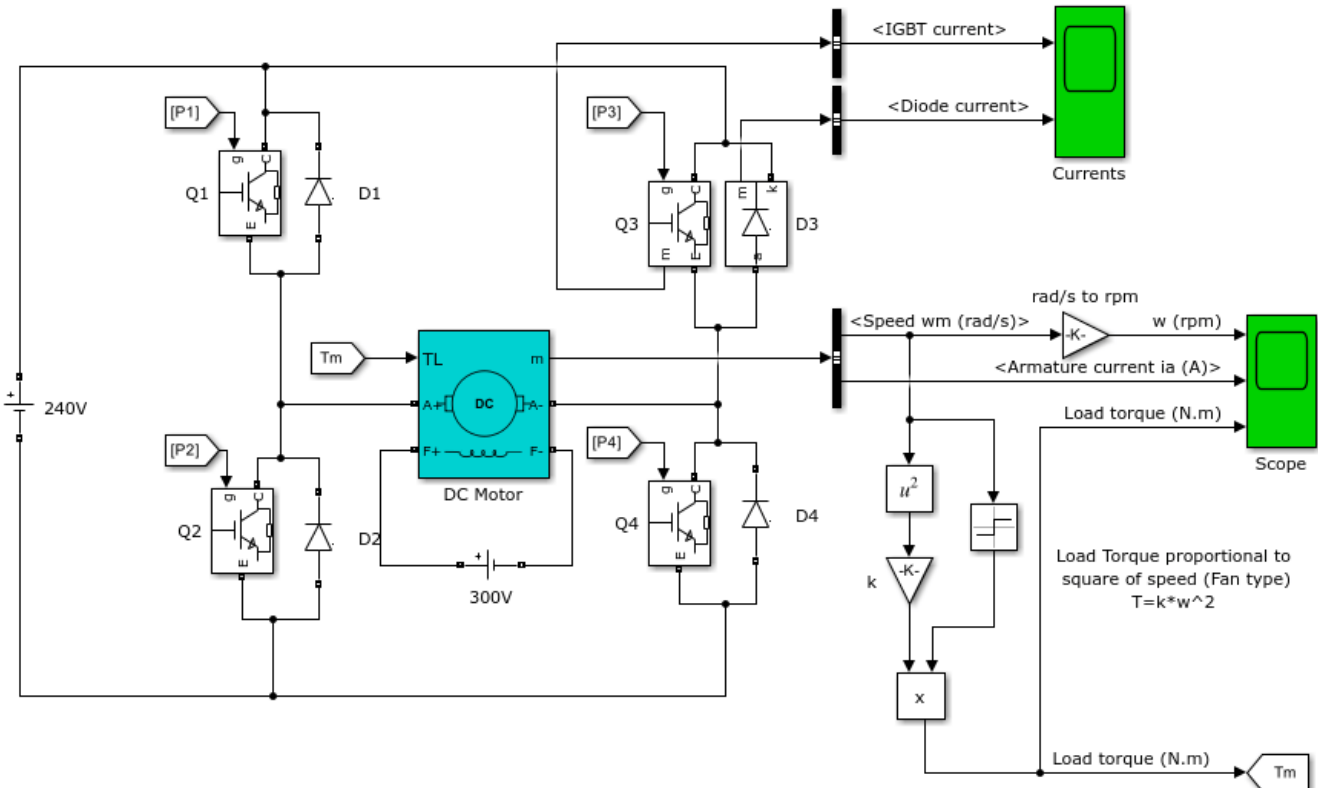 <IGBT current>
[P1]
[P3]
<Diode current>
Currents
g
C
Q1
E
D1
g
C
Q3
m
E
m
k
D3
a
rad/s to rpm
<Speed wm (rad/s)>
-K-
w (rpm)
Tm
TL
m
<Armature current ia (A)>
+
240V
A+
DC
A-
Load torque (N.m)
[P2]
F+
F-
[P4]
Scope
DC Motor
g
C
Q2
E
D2
g
C
Q4
E
D4
u²
+
300V
k
-K-
Load Torque proportional to
square of speed (Fan type)
T=k*w^2
x
Load torque (N.m)
Tm